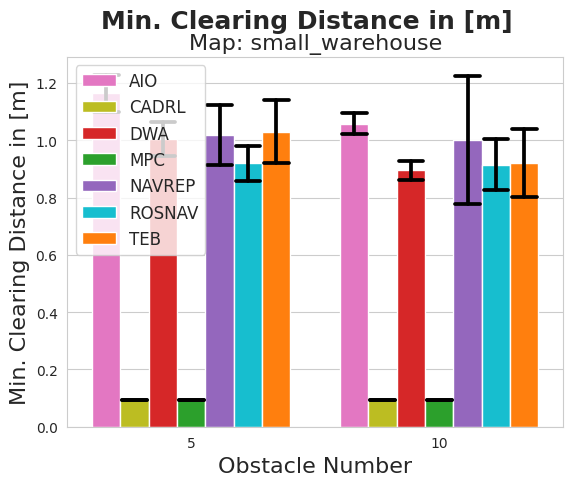 Min. Clearing Distance in [m]
Map: small_warehouse
Min. Clearing Distance in [m]
1.2
1.0
0.8
0.6
0.4
0.2
0.0
AIO
CADRL
DWA
MPC
NAVREP
ROSNAV
TEB
5
10
Obstacle Number